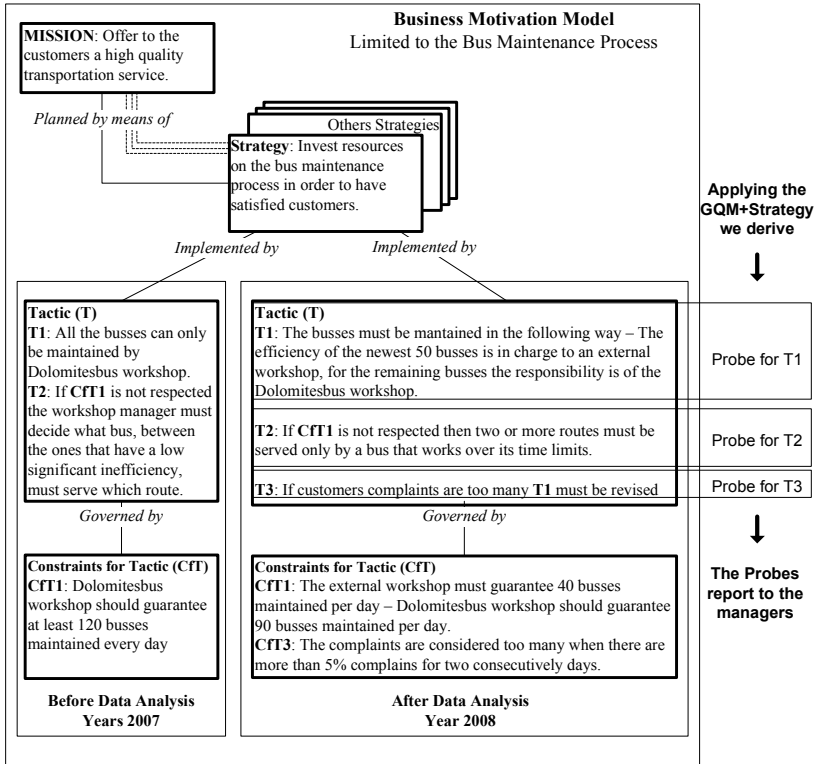 Business Motivation Model
Limited to the Bus Maintenance Process
MISSION: Offer to the
customers a high quality
transportation service.
Planned by means of
Others Strategies
Strategy: Invest resources
on the bus maintenance
process in order to have
satisfied customers.
Implemented by
Implemented by
Applying the
GQM+Strategy
we derive
Tactic (T)
T1: All the busses can only
be maintained by
Dolomitesbus workshop.
T2: If CfT1 is not respected
the workshop manager must
decide what bus, between
the ones that have a low
significant inefficiency,
must serve which route.
Governed by
Constraints for Tactic (CfT)
CfT1: Dolomitesbus
workshop should guarantee
at least 120 busses
maintained every day
Before Data Analysis
Years 2007
Tactic (T)
T1: The busses must be mantained in the following way – The
efficiency of the newest 50 busses is in charge to an external
workshop, for the remaining busses the responsibility is of the
Dolomitesbus workshop.
T2: If CfT1 is not respected then two or more routes must be
served only by a bus that works over its time limits.
T3: If customers complaints are too many T1 must be revised
Governed by
Constraints for Tactic (CfT)
CfT1: The external workshop must guarantee 40 busses
maintained per day – Dolomitesbus workshop should guarantee
90 busses maintained per day.
CfT3: The complaints are considered too many when there are
more than 5% complains for two consecutively days.
After Data Analysis
Year 2008
Probe for T1
Probe for T2
Probe for T3
The Probes
report to the
managers